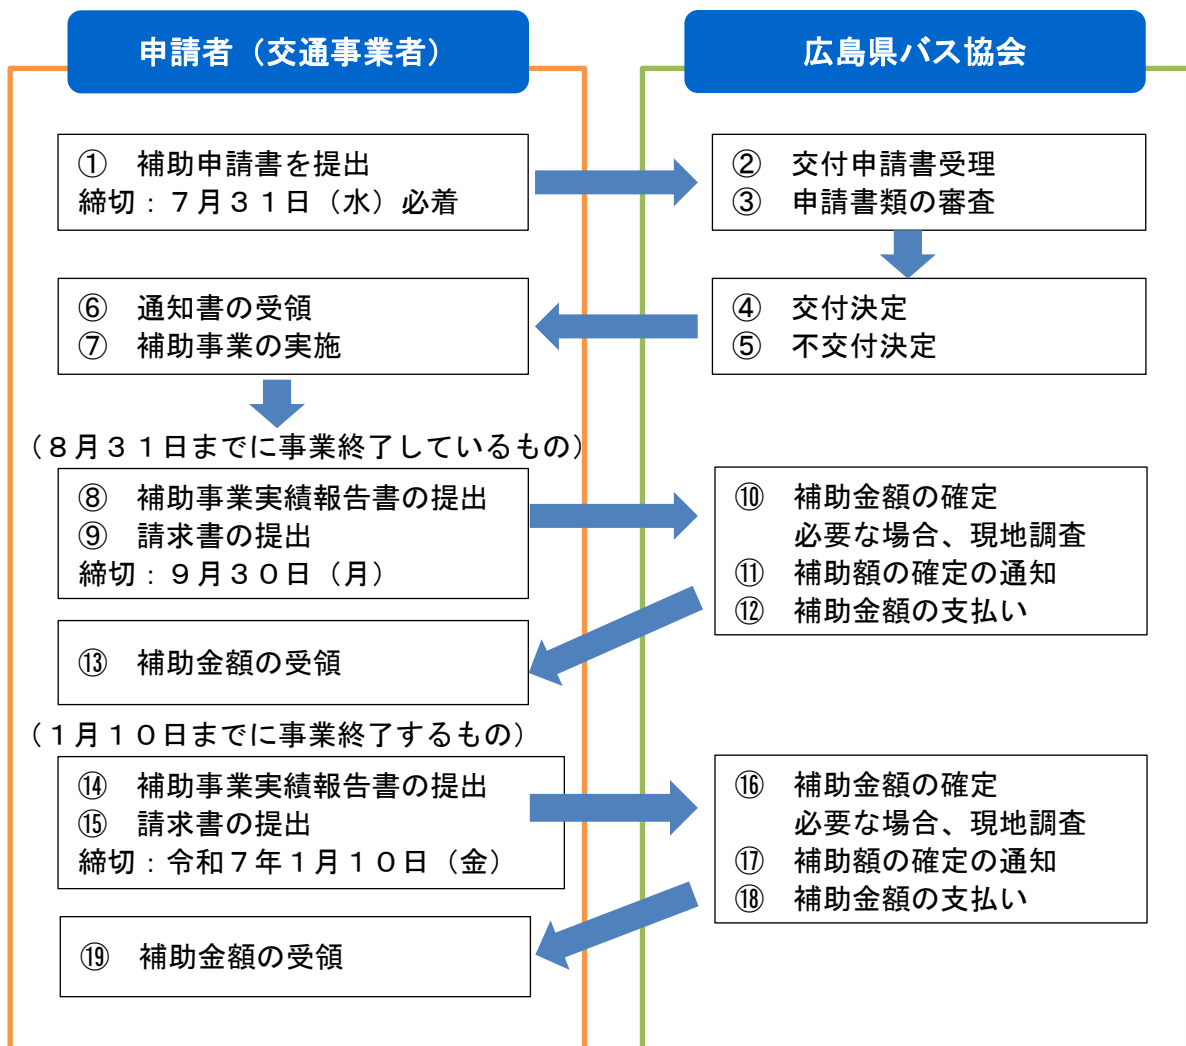 申請者（交通事業者）
広島県バス協会
①　補助申請書を提出
締切：７月３１日（水）必着
②　交付申請書受理
③　申請書類の審査
⑥　通知書の受領
⑦　補助事業の実施
④　交付決定
⑤　不交付決定
（８月３１日までに事業終了しているもの）
⑧　補助事業実績報告書の提出
⑨　請求書の提出
締切：９月３０日（月）
⑩　補助金額の確定
必要な場合、現地調査
⑪　補助額の確定の通知
⑫　補助金額の支払い
⑬　補助金額の受領
（１月１０日までに事業終了するもの）
⑭　補助事業実績報告書の提出
⑮　請求書の提出
締切：令和７年１月１０日（金）
⑯　補助金額の確定
必要な場合、現地調査
⑰　補助額の確定の通知
⑱　補助金額の支払い
⑲　補助金額の受領